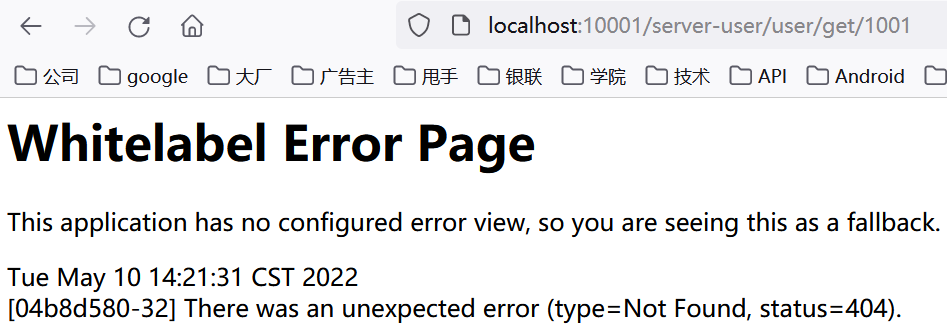 localhost:10001/server-user/user/get/1001
公司 google 大厂 广告主 甩手 银联 学院 技术 API Android
Whitelabel Error Page
This application has no configured error view, so you are seeing this as a fallback.
Tue May 10 14:21:31 CST 2022
[04b8d580-32] There was an unexpected error (type=Not Found, status=404).